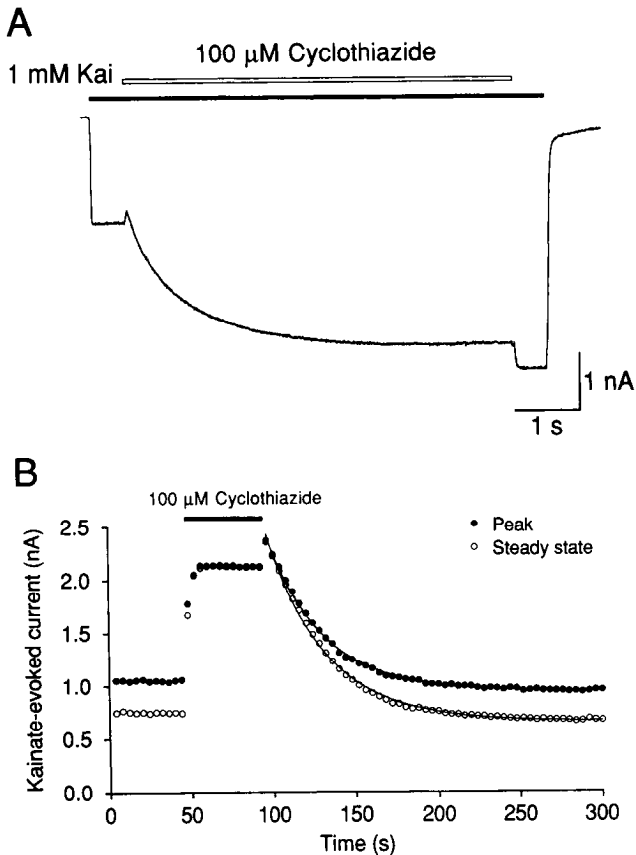 A
100 μM Cyclothiazide
1 mM Kai
1 nA
1 s
B
100 μM Cyclothiazide
Peak
Steady state
Kainate-evoked current (nA)
2.5
2.0
1.5
1.0
0.5
0.0
0 50 100 150 200 250 300
Time (s)